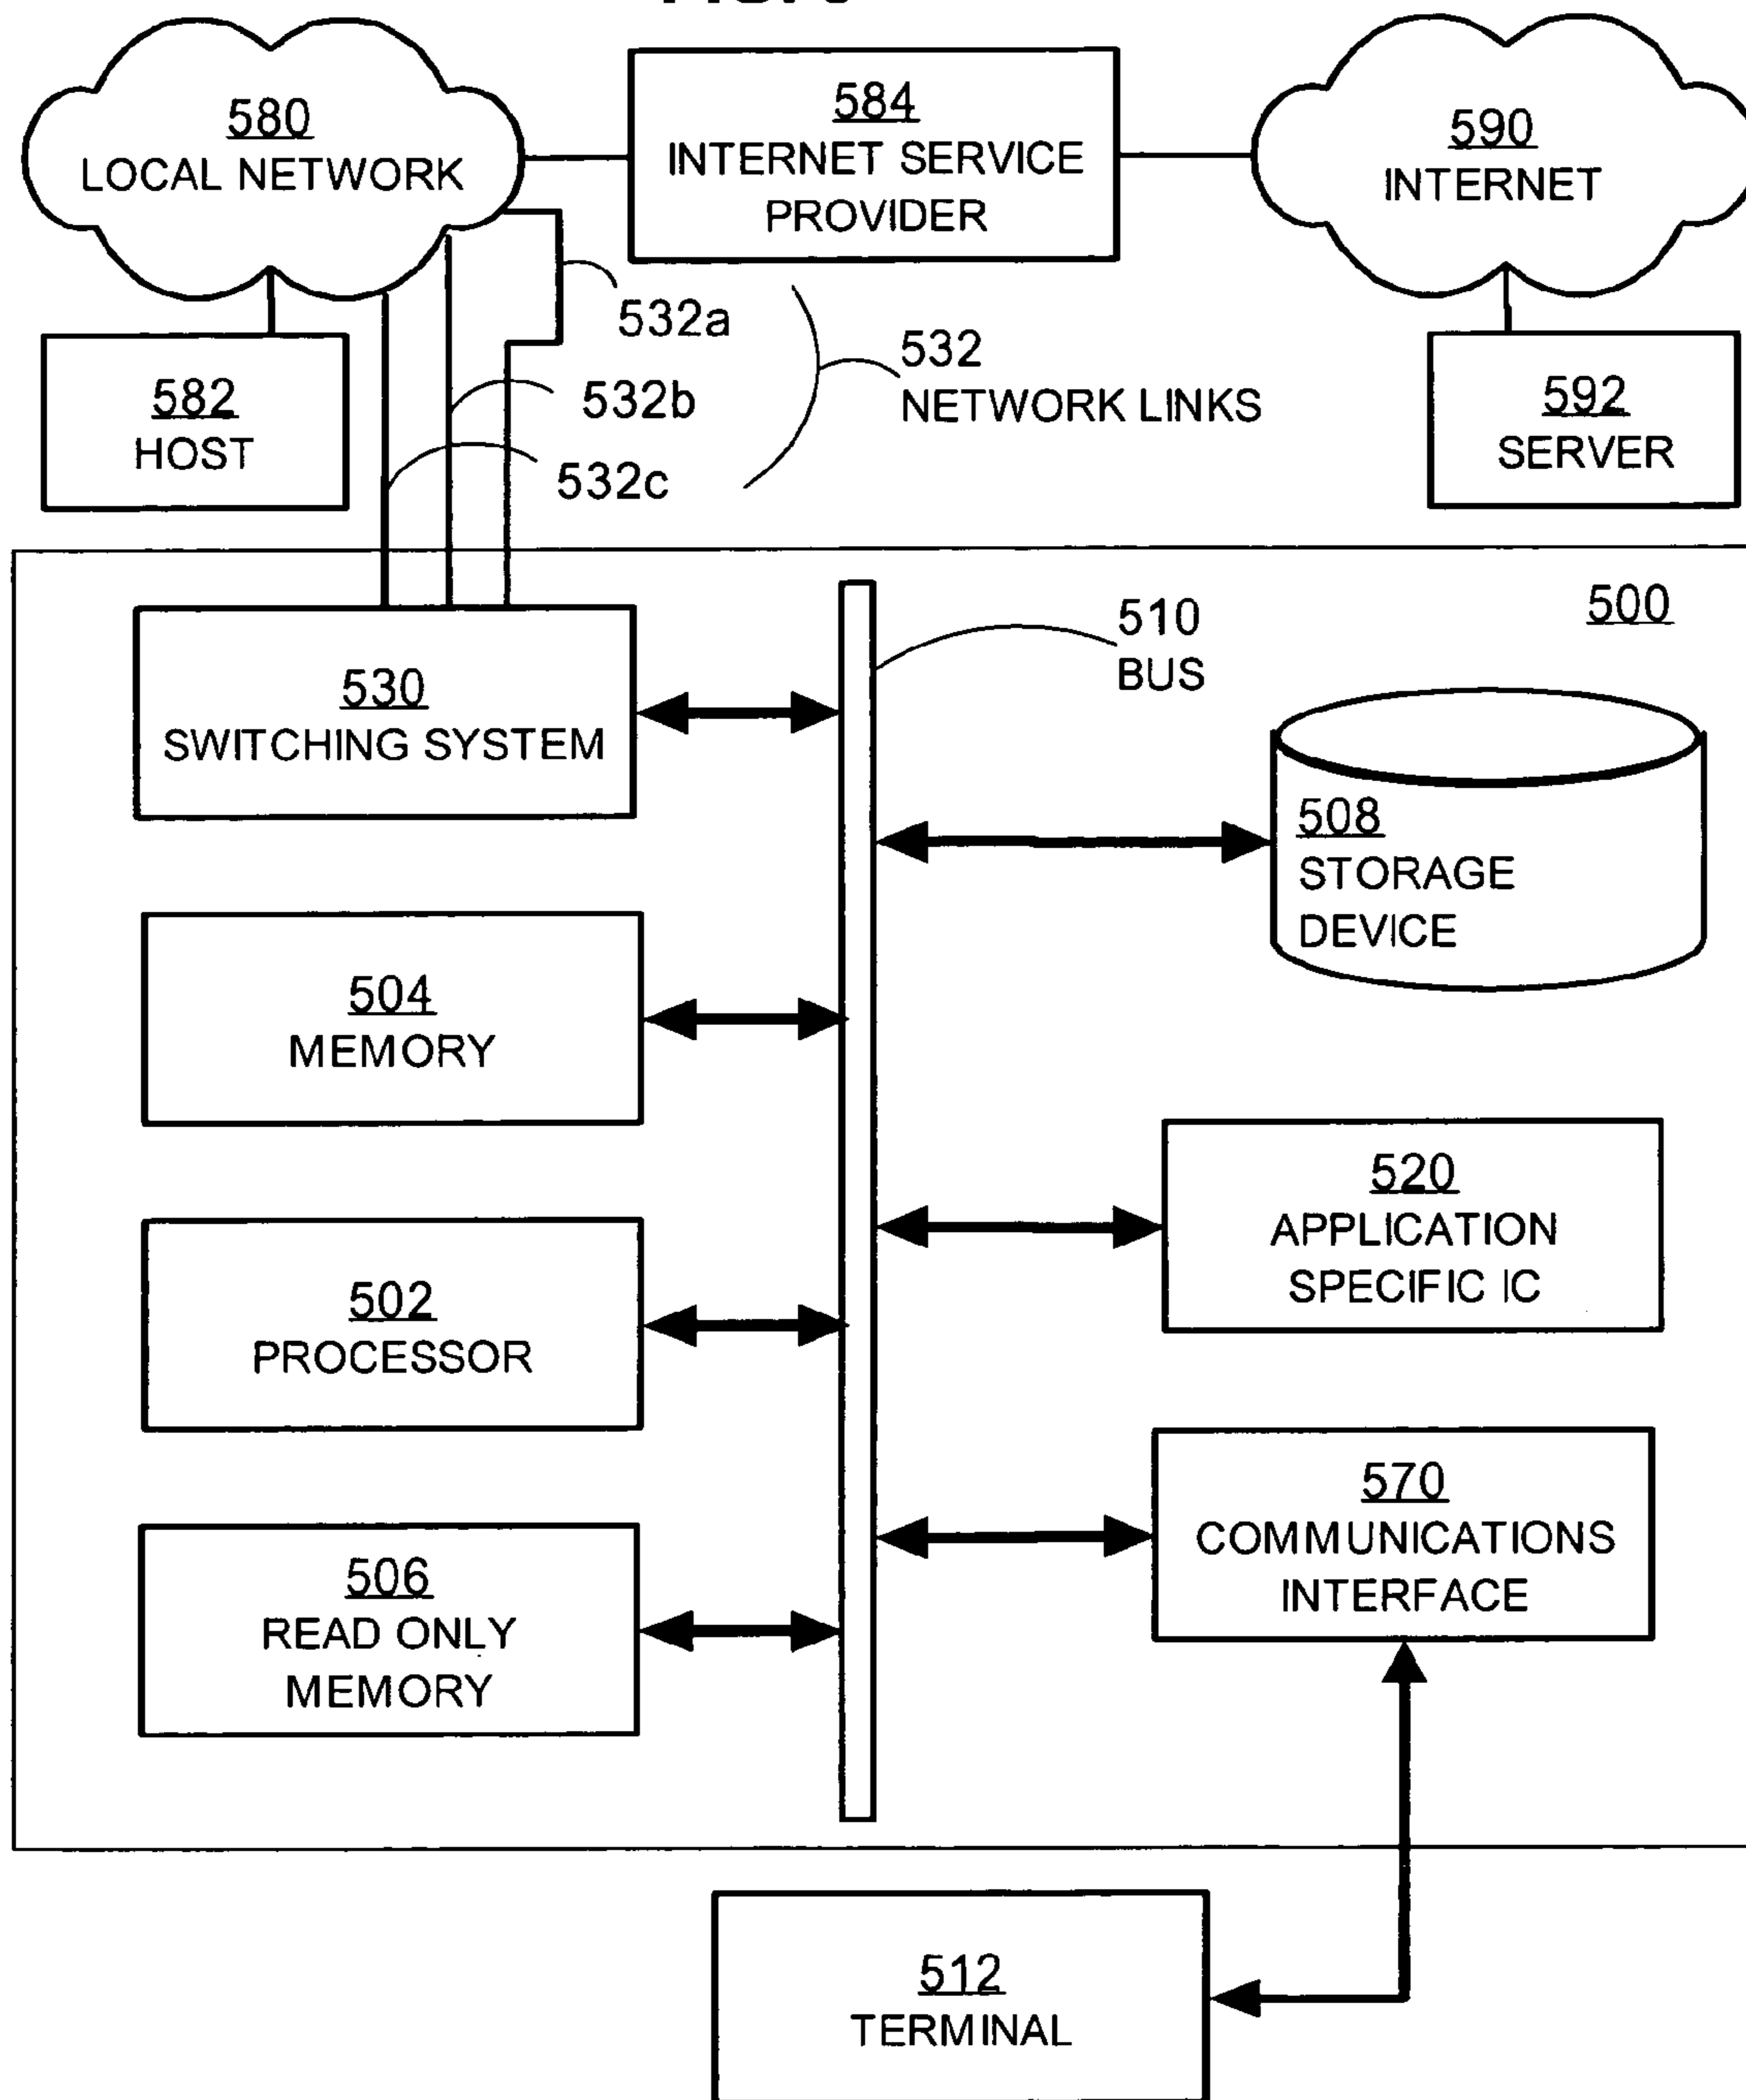 580
LOCAL NETWORK
584
INTERNET SERVICE
PROVIDER
590
INTERNET
532a
532
NETWORK LINKS
582
HOST
532b
532c
592
SERVER
500
510
BUS
530
SWITCHING SYSTEM
508
STORAGE
DEVICE
504
MEMORY
520
APPLICATION
SPECIFIC IC
502
PROCESSOR
570
COMMUNICATIONS
INTERFACE
506
READ ONLY
MEMORY
512
TERMINAL